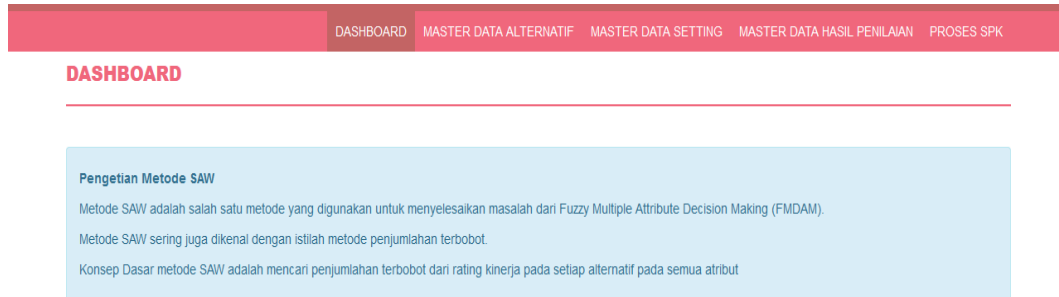 DASHBOARD MASTER DATA ALTERNATIF MASTER DATA SETTING MASTER DATA HASIL PENILAIAN PROSES SPK
DASHBOARD
Pengetian Metode SAW
Metode SAW adalah salah satu metode yang digunakan untuk menyelesaikan masalah dari Fuzzy Multiple Attribute Decision Making (FMDAM).
Metode SAW sering juga dikenal dengan istilah metode penjumlahan terbobot.
Konsep Dasar metode SAW adalah mencari penjumlahan terbobot dari rating kinerja pada setiap alternatif pada semua atribut